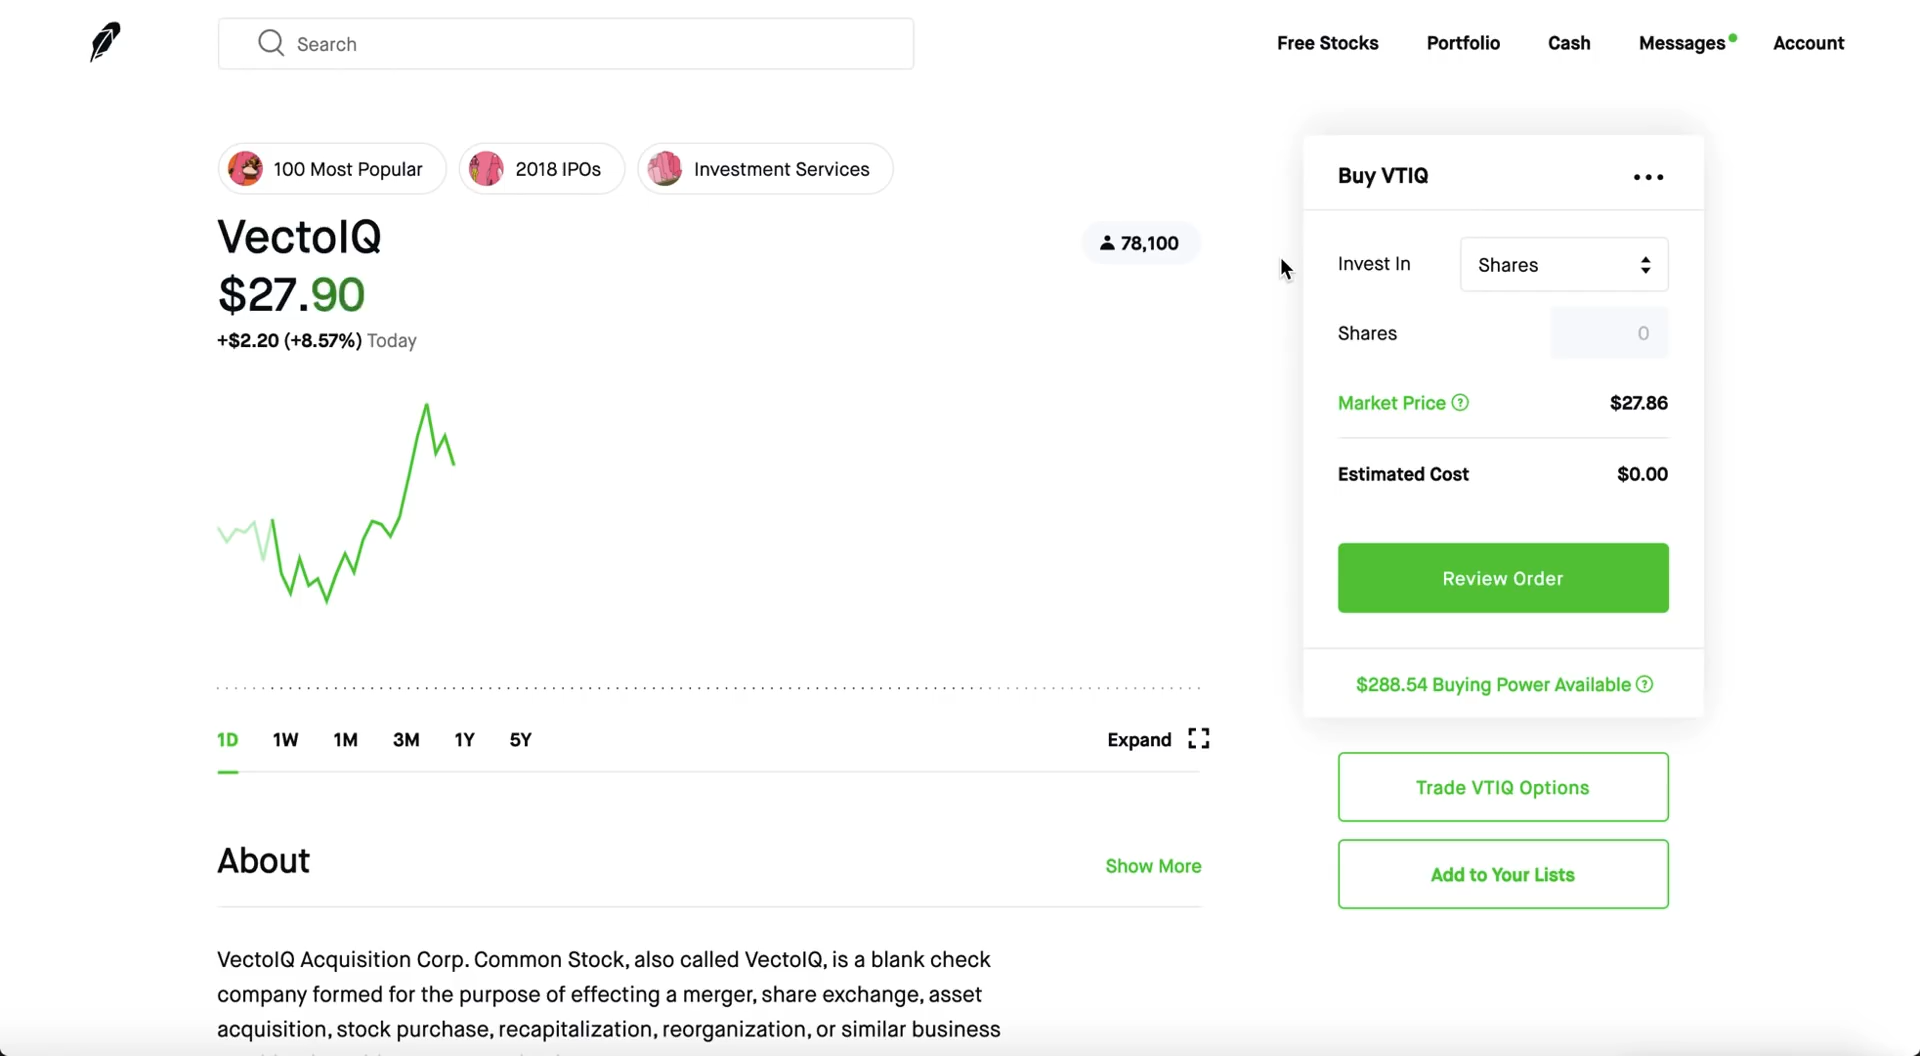 Search
Free Stocks Portfolio Cash Messages Account
100 Most Popular 2018 IPOs Investment Services
VectoIQ
78,100
$27.90
+$2.20 (+8.57%) Today
1D 1W 1M 3M 1Y 5Y
Expand
About
Show More
VectoIQ Acquisition Corp. Common Stock, also called VectoIQ, is a blank check
company formed for the purpose of effecting a merger, share exchange, asset
acquisition, stock purchase, recapitalization, reorganization, or similar business
Buy VTIQ
Invest In Shares
Shares 0
Market Price $27.86
Estimated Cost $0.00
Review Order
$288.54 Buying Power Available
Trade VTIQ Options
Add to Your Lists